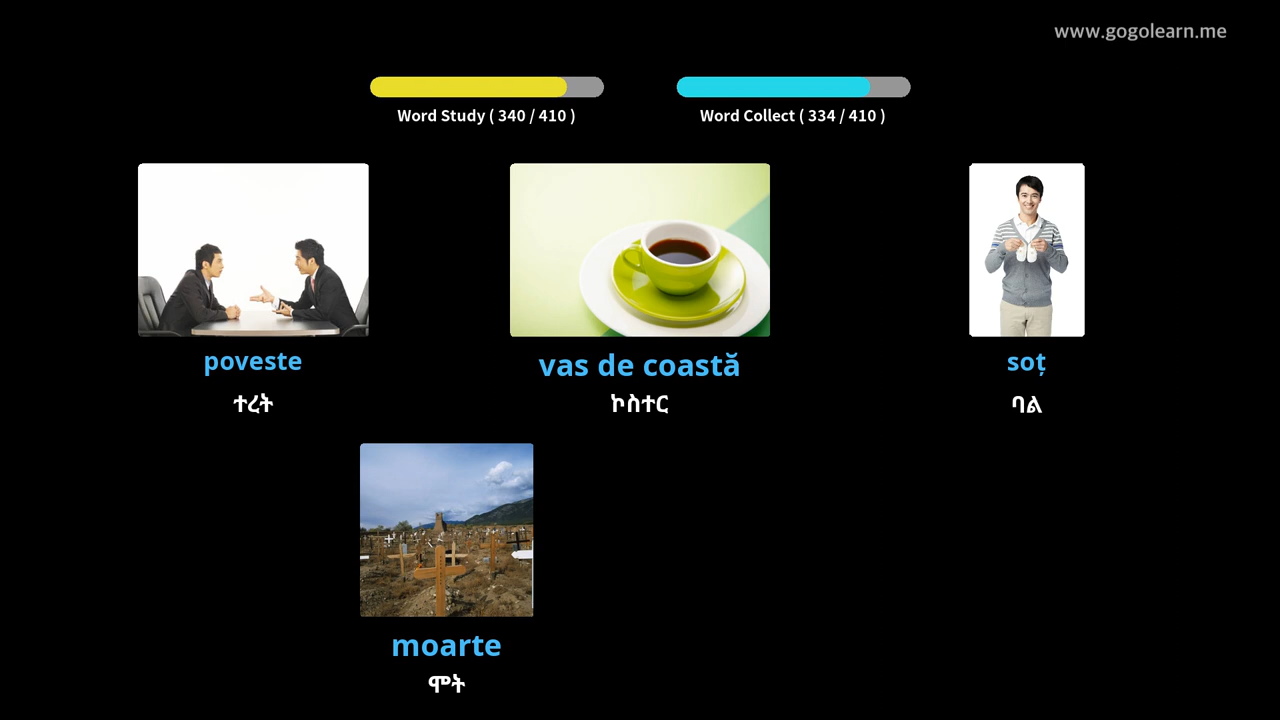 www.gogolearn.me
Word Study ( 340 / 410 )
Word Collect ( 334 / 410 )
poveste
vas de coastă
soț
ተረት
ኮስተር
ባል
moarte
ሞት